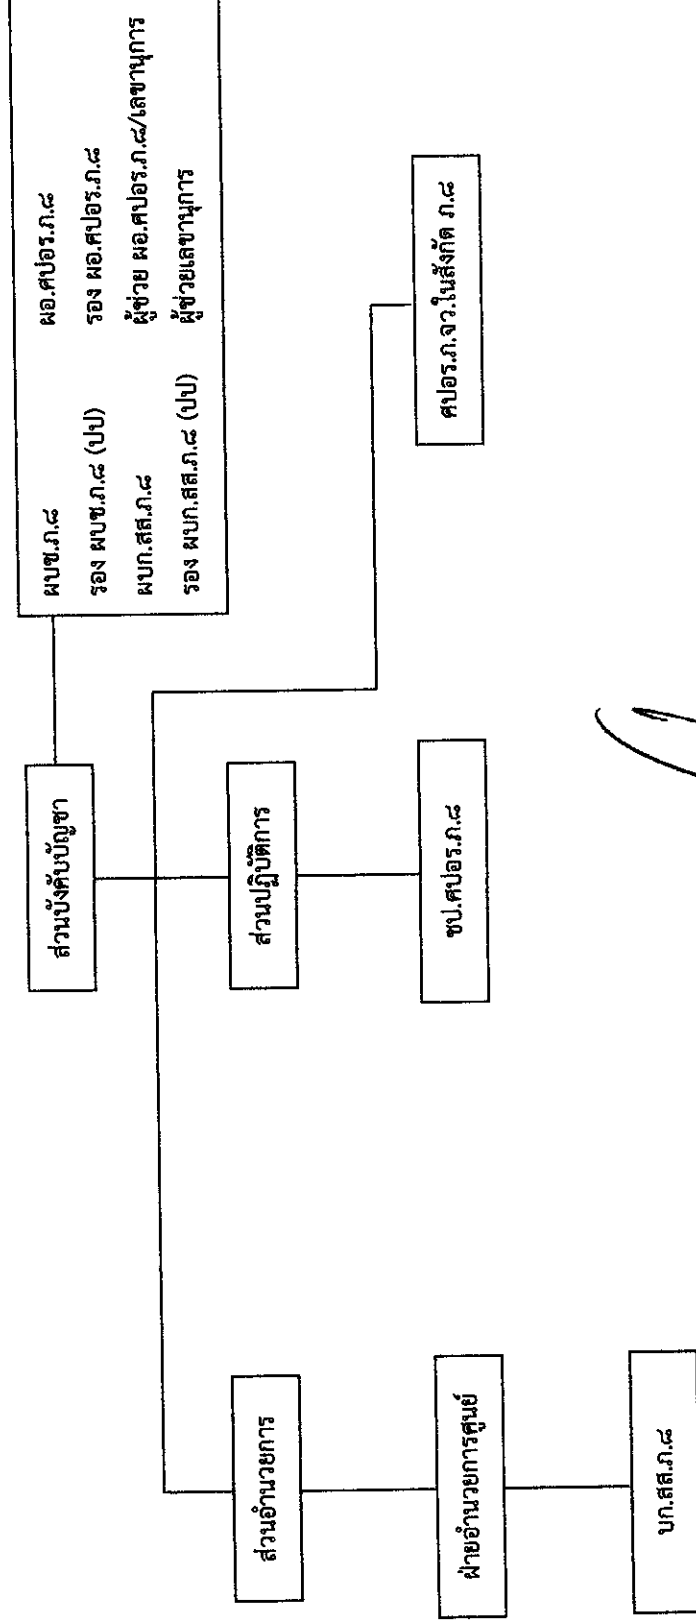 ส่วนบังคับบัญชา
ผบช.ภ.๘ ผอ.ศปอร.ภ.๘
รอง ผบช.ภ.๘ (ปป) รอง ผอ.ศปอร.ภ.๘
ผบก.สส.ภ.๘ ผู้ช่วย ผอ.ศปอร.ภ.๘/เลขานุการ
รอง ผบก.สส.ภ.๘ (ปป) ผู้ช่วยเลขานุการ
ส่วนอำนวยการ
ส่วนปฏิบัติการ
ฝ่ายอำนวยการศูนย์
ชป.ศปอร.ภ.๘
ศปอร.ภ.จว.ในสังกัด ภ.๘
บก.สส.ภ.๘